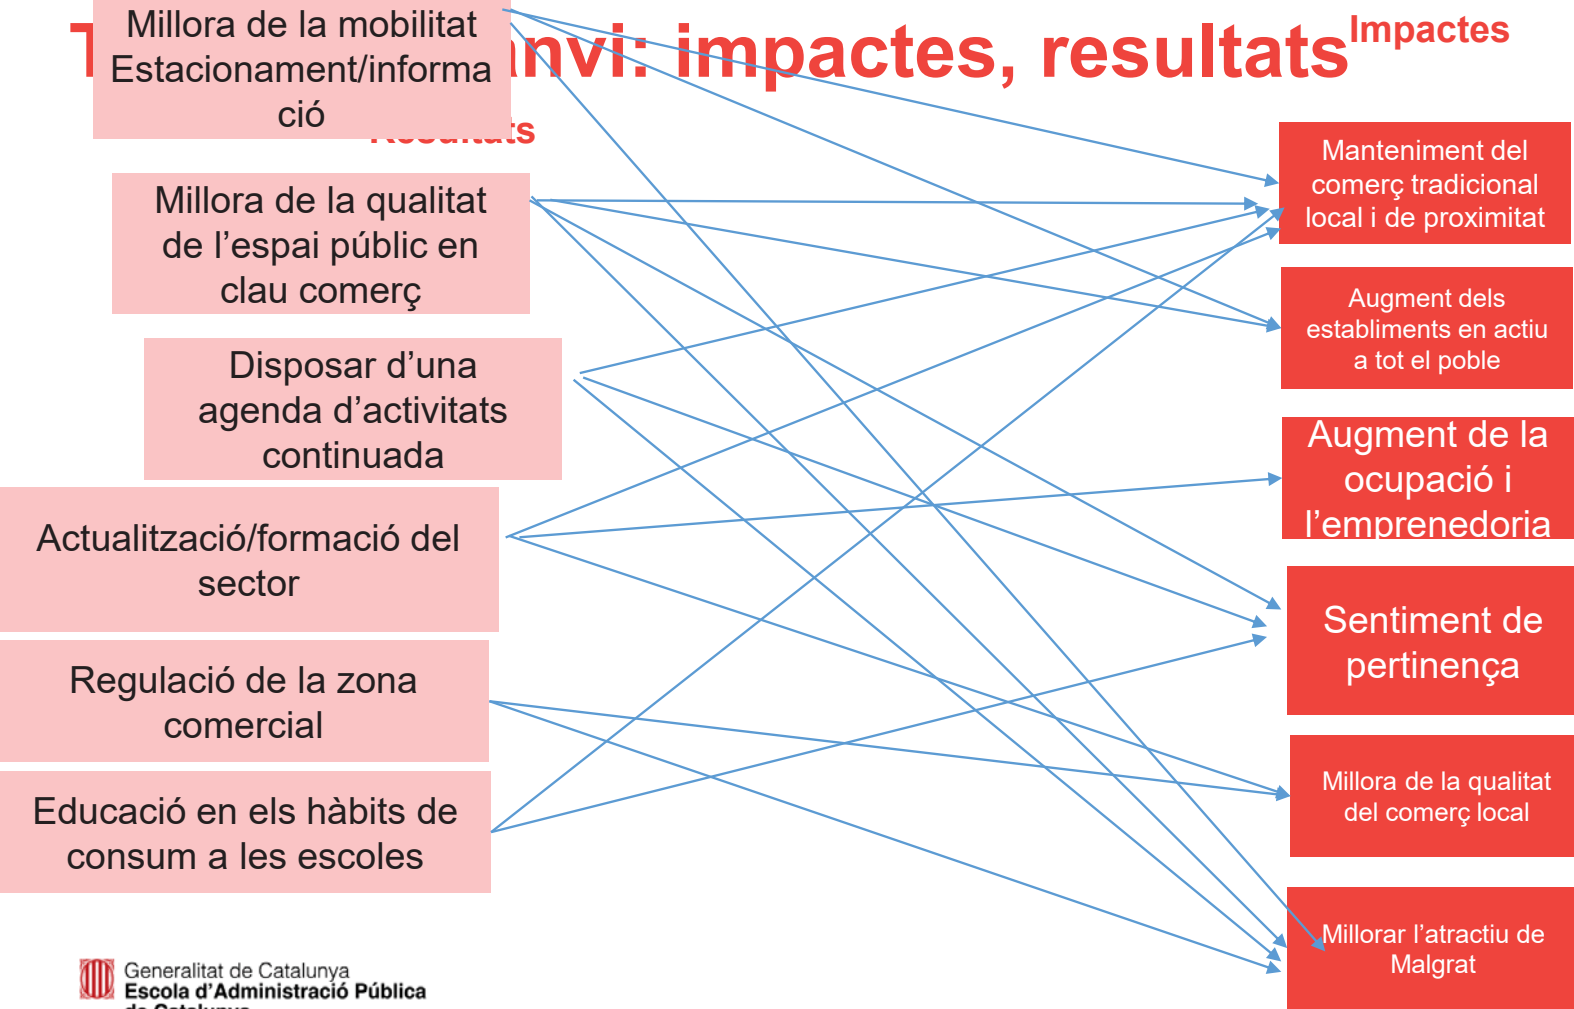 Millora de la mobilitat
Estacionament/informa
ció
anvi: impactes, resultats
Impactes
Resultats
Millora de la qualitat
de l’espai públic en
clau comerç
Disposar d’una
agenda d’activitats
continuada
Actualització/formació del
sector
Regulació de la zona
comercial
Educació en els hàbits de
consum a les escoles
Manteniment del
comerç tradicional
local i de proximitat
Augment dels
establiments en actiu
a tot el poble
Augment de la
ocupació i
l’emprenedoria
Sentiment de
pertinença
Millora de la qualitat
del comerç local
Millorar l’atractiu de
Malgrat
Generalitat de Catalunya
Escola d’Administració Pública
de Catalunya